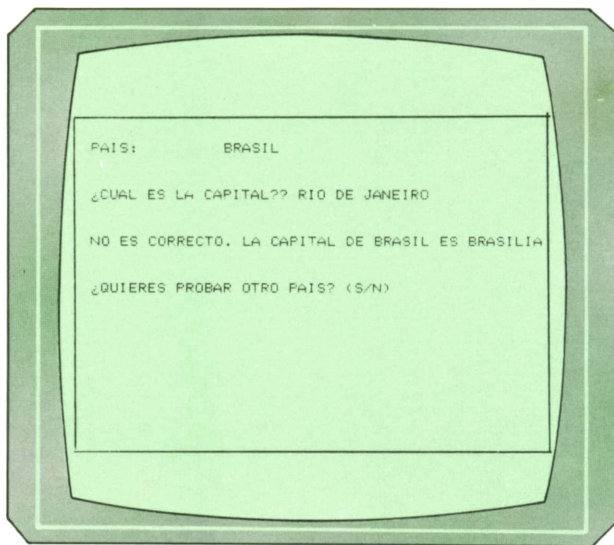 PAIS: BRASIL
¿CUAL ES LA CAPITAL?? RIO DE JANEIRO
NO ES CORRECTO. LA CAPITAL DE BRASIL ES BRASILIA
¿QUIERES PROBAR OTRO PAIS? (S/N)